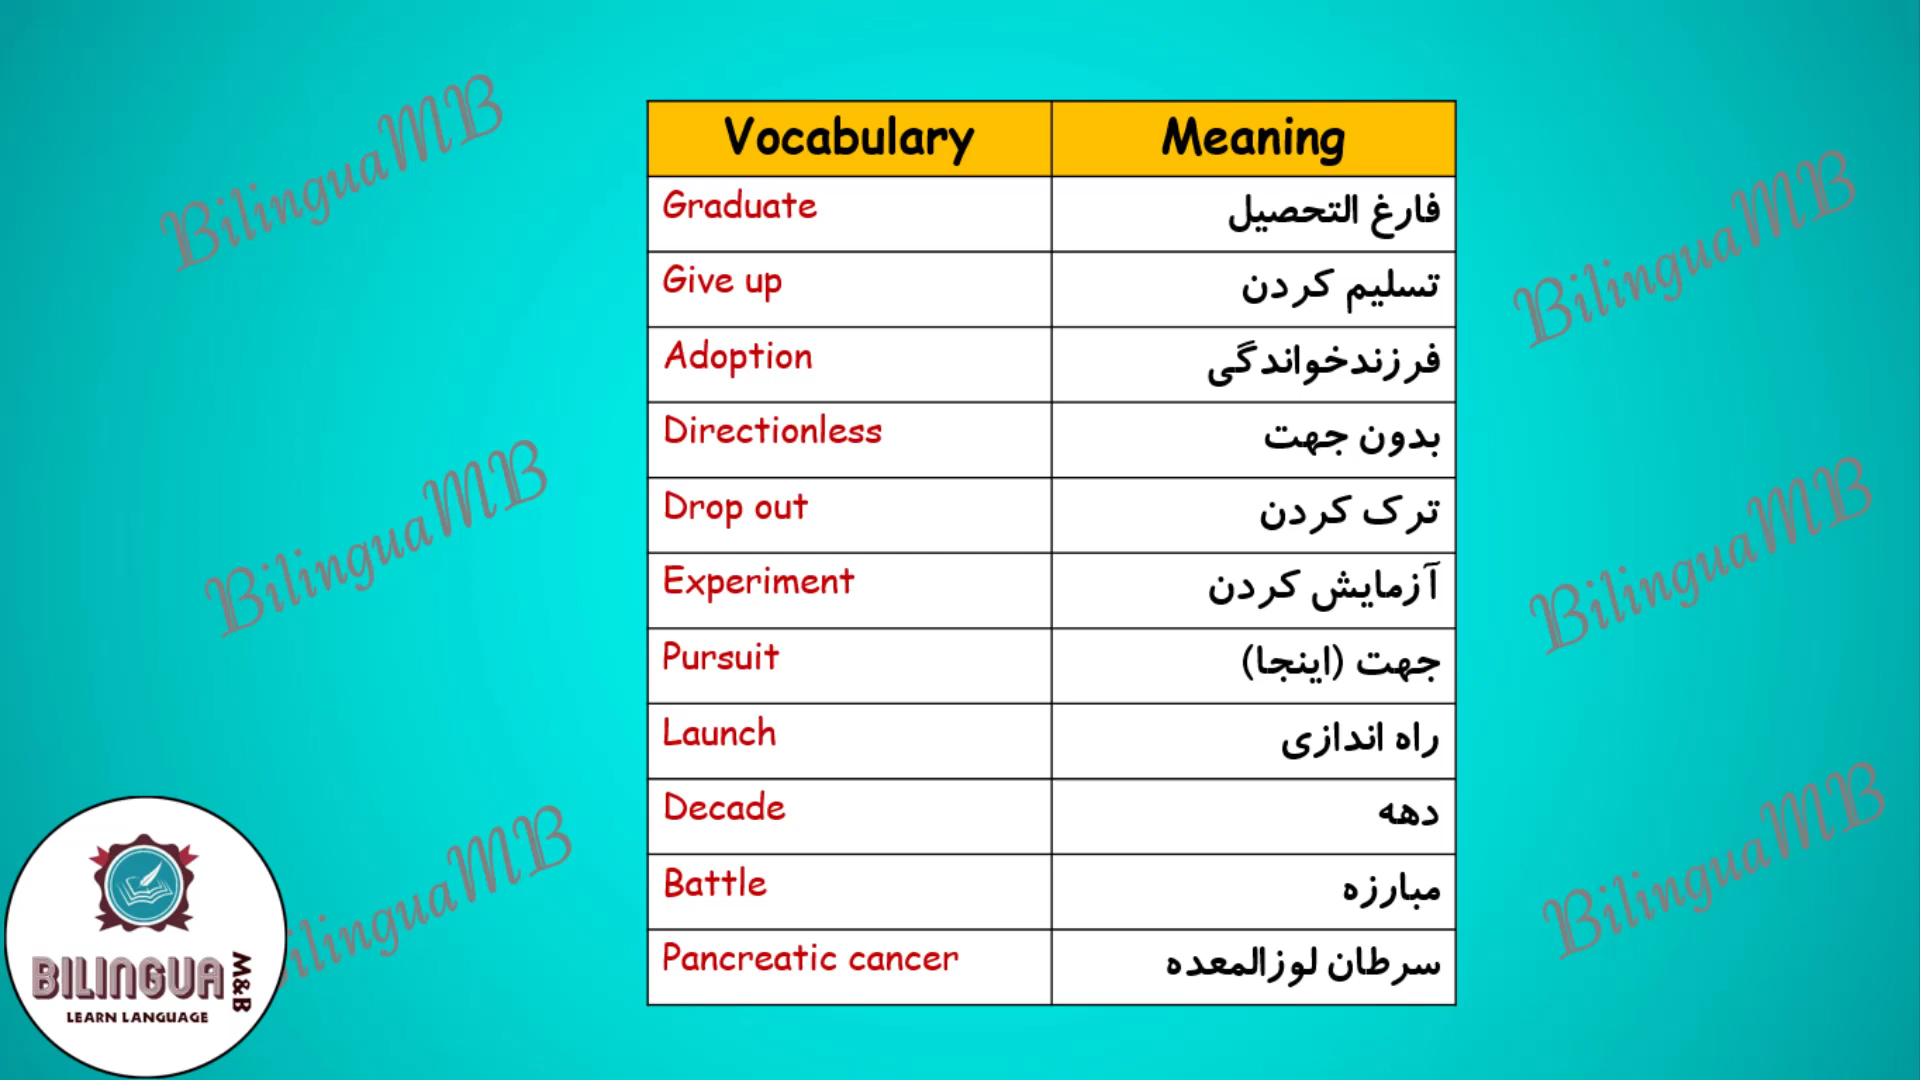 Vocabulary Meaning
Graduate فارغ التحصیل
Give up تسلیم کردن
Adoption فرزندخواندگی
Directionless بدون جهت
Drop out ترک کردن
Experiment آزمایش کردن
Pursuit جهت (اینجا)
Launch راه اندازی
Decade دهه
Battle مبارزه
Pancreatic cancer سرطان لوزالمعده
BilinguaMB
BilinguaMB
BilinguaMB
BilinguaMB
ilinguaMB
BilinguaMB
BILINGUA M&B
LEARN LANGUAGE